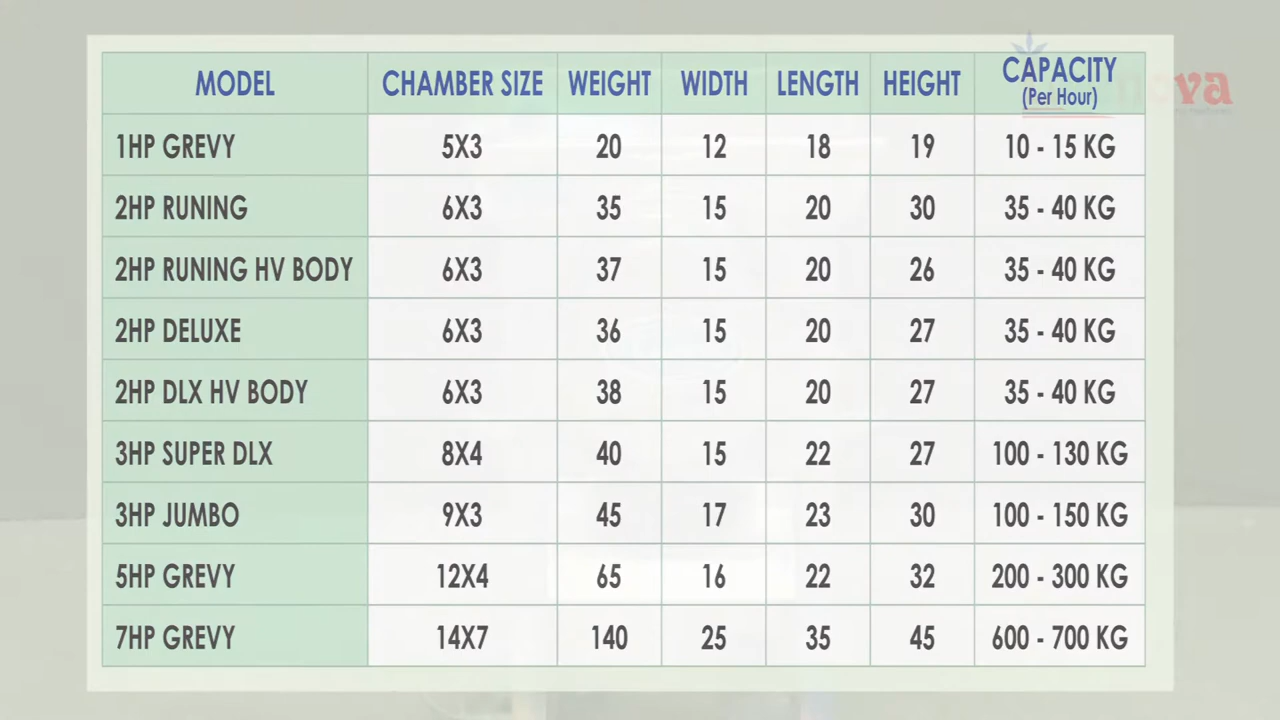 MODEL CHAMBER SIZE WEIGHT WIDTH LENGTH HEIGHT CAPACITY
(Per Hour)
1HP GREVY 5X3 20 12 18 19 10 - 15 KG
2HP RUNING 6X3 35 15 20 30 35 - 40 KG
2HP RUNING HV BODY 6X3 37 15 20 26 35 - 40 KG
2HP DELUXE 6X3 36 15 20 27 35 - 40 KG
2HP DLX HV BODY 6X3 38 15 20 27 35 - 40 KG
3HP SUPER DLX 8X4 40 15 22 27 100 - 130 KG
3HP JUMBO 9X3 45 17 23 30 100 - 150 KG
5HP GREVY 12X4 65 16 22 32 200 - 300 KG
7HP GREVY 14X7 140 25 35 45 600 - 700 KG